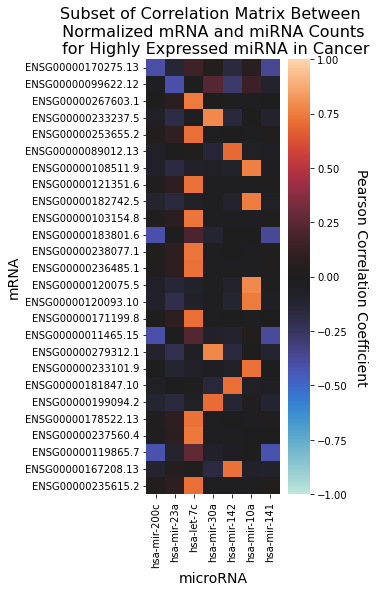 Subset of Correlation Matrix Between
Normalized mRNA and miRNA Counts
for Highly Expressed miRNA in Cancer
mRNA
ENSG00000170275.13
ENSG00000099622.12
ENSG00000267603.1
ENSG00000233237.5
ENSG00000253655.2
ENSG00000089012.13
ENSG00000108511.9
ENSG00000121351.6
ENSG00000182742.5
ENSG00000103154.8
ENSG00000183801.6
ENSG00000238077.1
ENSG00000236485.1
ENSG00000120075.5
ENSG00000120093.10
ENSG00000171199.8
ENSG00000011465.15
ENSG00000279312.1
ENSG00000233101.9
ENSG00000181847.10
ENSG00000199094.2
ENSG00000178522.13
ENSG00000237560.4
ENSG00000119865.7
ENSG00000167208.13
ENSG00000235615.2
hsa-mir-200c
hsa-mir-23a
hsa-let-7c
hsa-mir-30a
hsa-mir-142
hsa-mir-10a
hsa-mir-141
microRNA
1.00
0.75
0.50
0.25
0.00
−0.25
−0.50
−0.75
−1.00
Pearson Correlation Coefficient